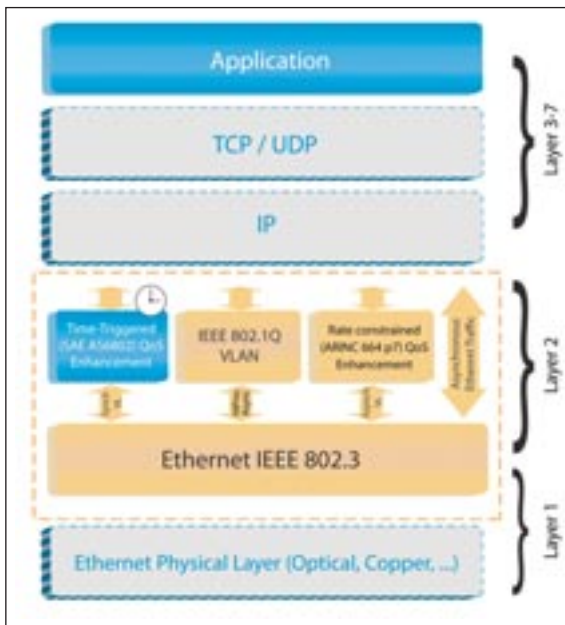 Application
TCP / UDP
IP
Layer 3-7
Time-Triggered
(SAE AS6802) QoS
Enhancement
IEEE 802.1Q
VLAN
Rate constrained
(ARINC 664 p7) QoS
Enhancement
Asynchronous
Ethernet Traffic
Layer 2
Ethernet IEEE 802.3
Layer 1
Ethernet Physical Layer (Optical, Copper, ...)